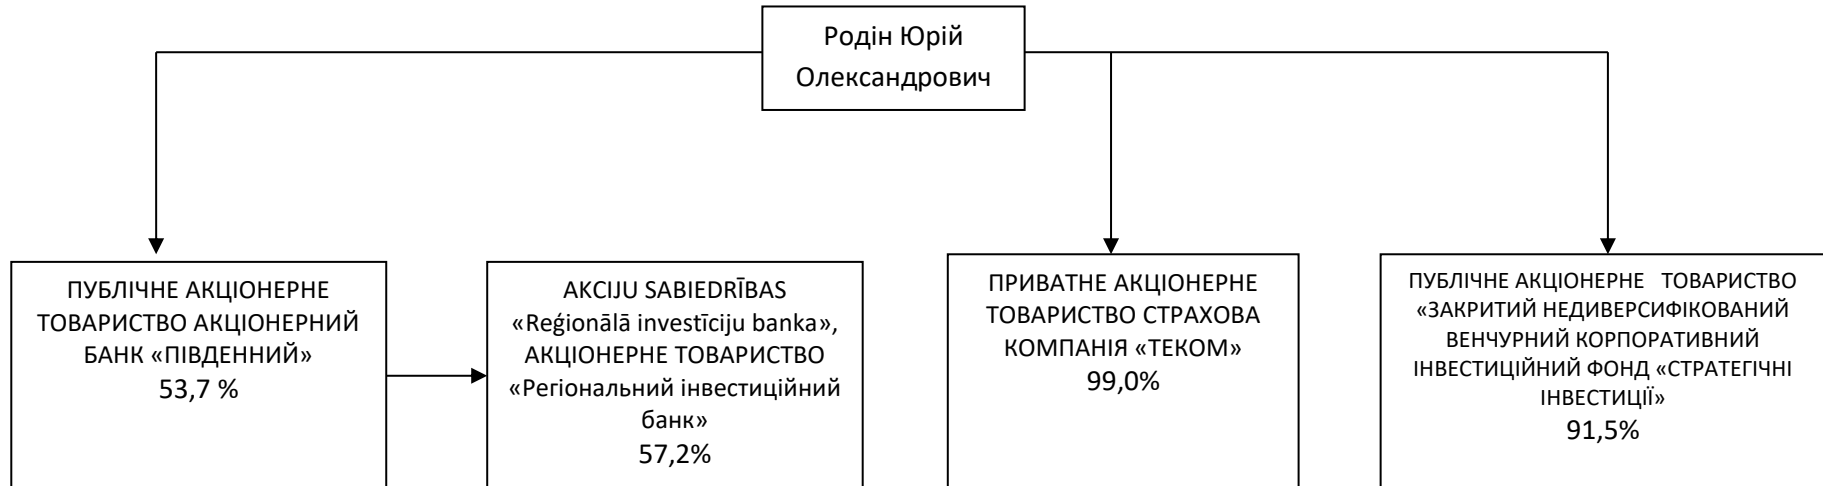 Родін Юрій
Олександрович
ПУБЛІЧНЕ АКЦІОНЕРНЕ
ТОВАРИСТВО АКЦІОНЕРНИЙ
БАНК «ПІВДЕННИЙ»
53,7 %
AKCIJU SABIEDRĪBAS
«Reģionālā investīciju banka»,
АКЦІОНЕРНЕ ТОВАРИСТВО
«Регіональний інвестиційний
банк»
57,2%
ПРИВАТНЕ АКЦІОНЕРНЕ
ТОВАРИСТВО СТРАХОВА
КОМПАНІЯ «ТЕКОМ»
99,0%
ПУБЛІЧНЕ АКЦІОНЕРНЕ ТОВАРИСТВО
«ЗАКРИТИЙ НЕДИВЕРСИФІКОВАНИЙ
ВЕНЧУРНИЙ КОРПОРАТИВНИЙ
ІНВЕСТИЦІЙНИЙ ФОНД «СТРАТЕГІЧНІ
ІНВЕСТИЦІЇ»
91,5%